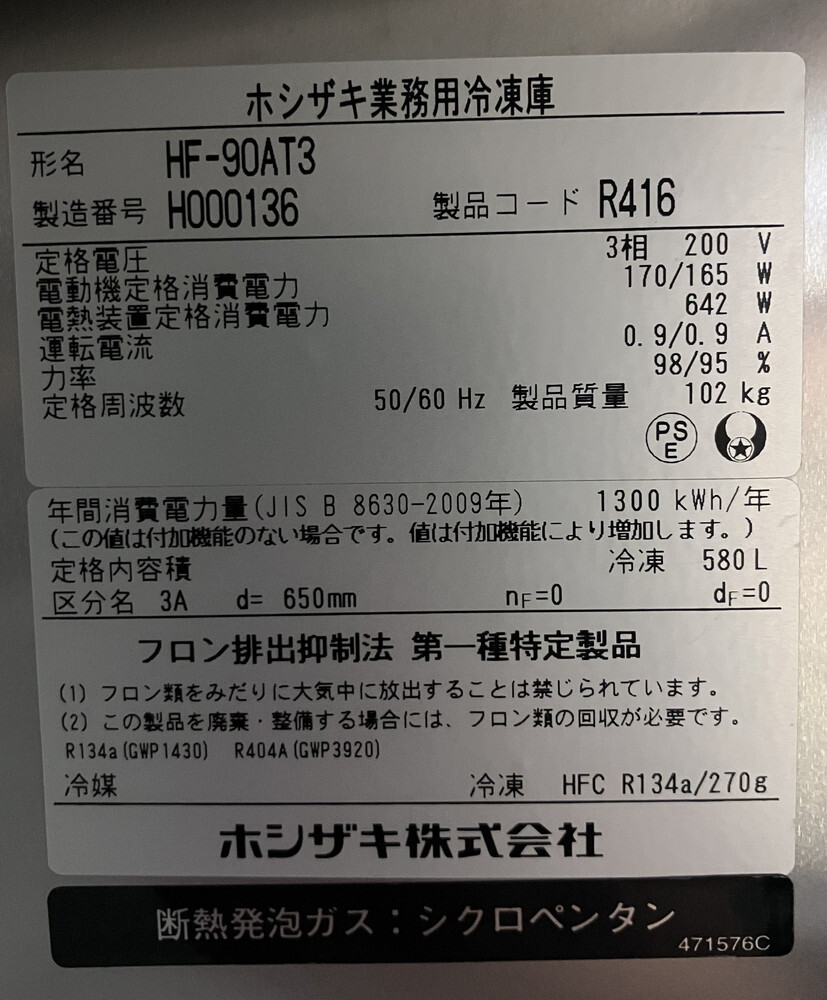 ホシザキ業務用冷凍庫
形名 HF-90AT3
製造番号 H000136 製品コード R416
定格電圧 3相 200 V
電動機定格消費電力 170/165 W
電熱装置定格消費電力 642 W
運転電流 0.9/0.9 A
力率 98/95 %
定格周波数 50/60 Hz 製品質量 102 kg
PS
E
年間消費電力量(JIS B 8630-2009年) 1300 kWh/年
(この値は付加機能のない場合です。値は付加機能により増加します。)
定格内容積 冷凍 580 L
区分名 3A d= 650mm nF=0 dF=0
フロン排出抑制法 第一種特定製品
(1) フロン類をみだりに大気中に放出することは禁じられています。
(2) この製品を廃棄・整備する場合には、フロン類の回収が必要です。
R134a(GWP1430) R404A(GWP3920)
冷媒 冷凍 HFC R134a/270g
ホシザキ株式会社
断熱発泡ガス：シクロペンタン
471576C